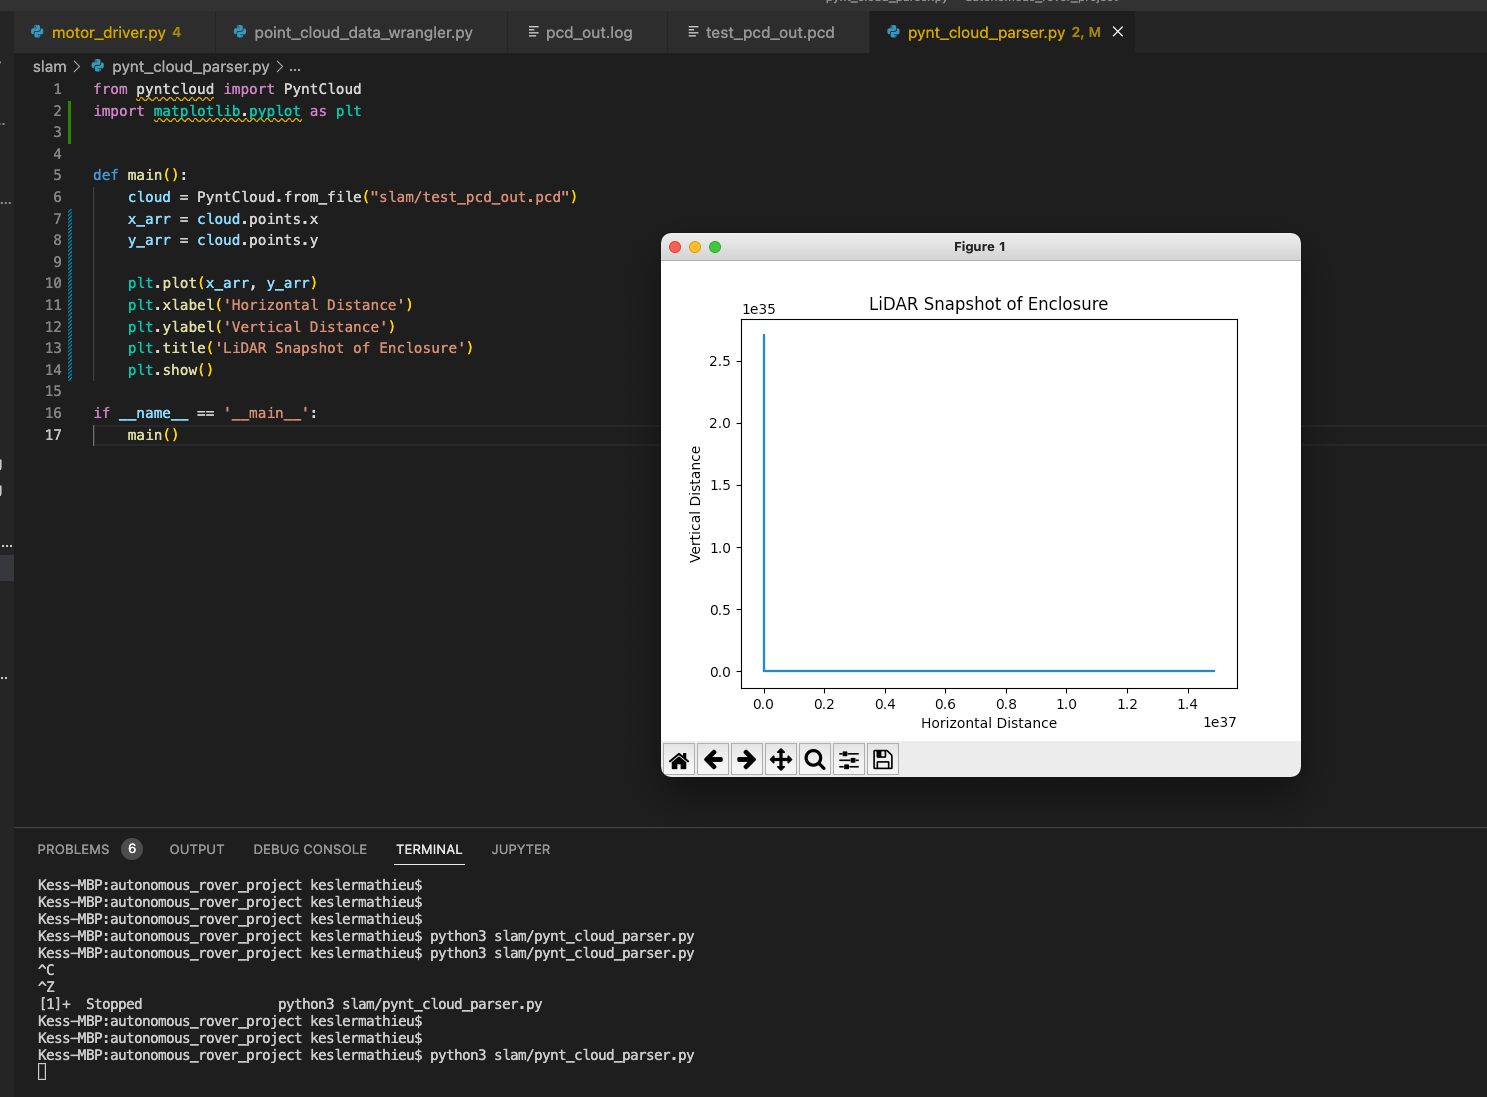 motor_driver.py 4
point_cloud_data_wrangler.py
pcd_out.log
test_pcd_out.pcd
pynt_cloud_parser.py 2, M
slam > pynt_cloud_parser.py > ...
1 from pyntcloud import PyntCloud
2 import matplotlib.pyplot as plt
3
4
5 def main():
6 cloud = PyntCloud.from_file("slam/test_pcd_out.pcd")
7 x_arr = cloud.points.x
8 y_arr = cloud.points.y
9
10 plt.plot(x_arr, y_arr)
11 plt.xlabel('Horizontal Distance')
12 plt.ylabel('Vertical Distance')
13 plt.title('LiDAR Snapshot of Enclosure')
14 plt.show()
15
16 if __name__ == '__main__':
17 main()
Figure 1
LiDAR Snapshot of Enclosure
1e35
2.5
2.0
1.5
1.0
0.5
0.0
Vertical Distance
0.0 0.2 0.4 0.6 0.8 1.0 1.2 1.4
Horizontal Distance
1e37
PROBLEMS 6 OUTPUT DEBUG CONSOLE TERMINAL JUPYTER
Kess-MBP:autonomous_rover_project keslermathieu$
Kess-MBP:autonomous_rover_project keslermathieu$
Kess-MBP:autonomous_rover_project keslermathieu$
Kess-MBP:autonomous_rover_project keslermathieu$ python3 slam/pynt_cloud_parser.py
Kess-MBP:autonomous_rover_project keslermathieu$ python3 slam/pynt_cloud_parser.py
^C
^Z
[1]+  Stopped                 python3 slam/pynt_cloud_parser.py
Kess-MBP:autonomous_rover_project keslermathieu$
Kess-MBP:autonomous_rover_project keslermathieu$
Kess-MBP:autonomous_rover_project keslermathieu$ python3 slam/pynt_cloud_parser.py